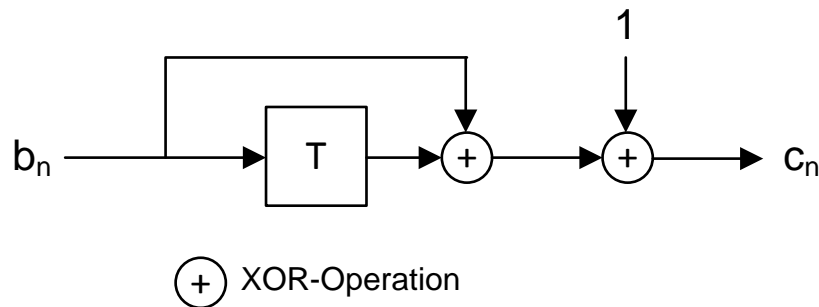 1
bₙ
T
+
+
cₙ
+ XOR-Operation